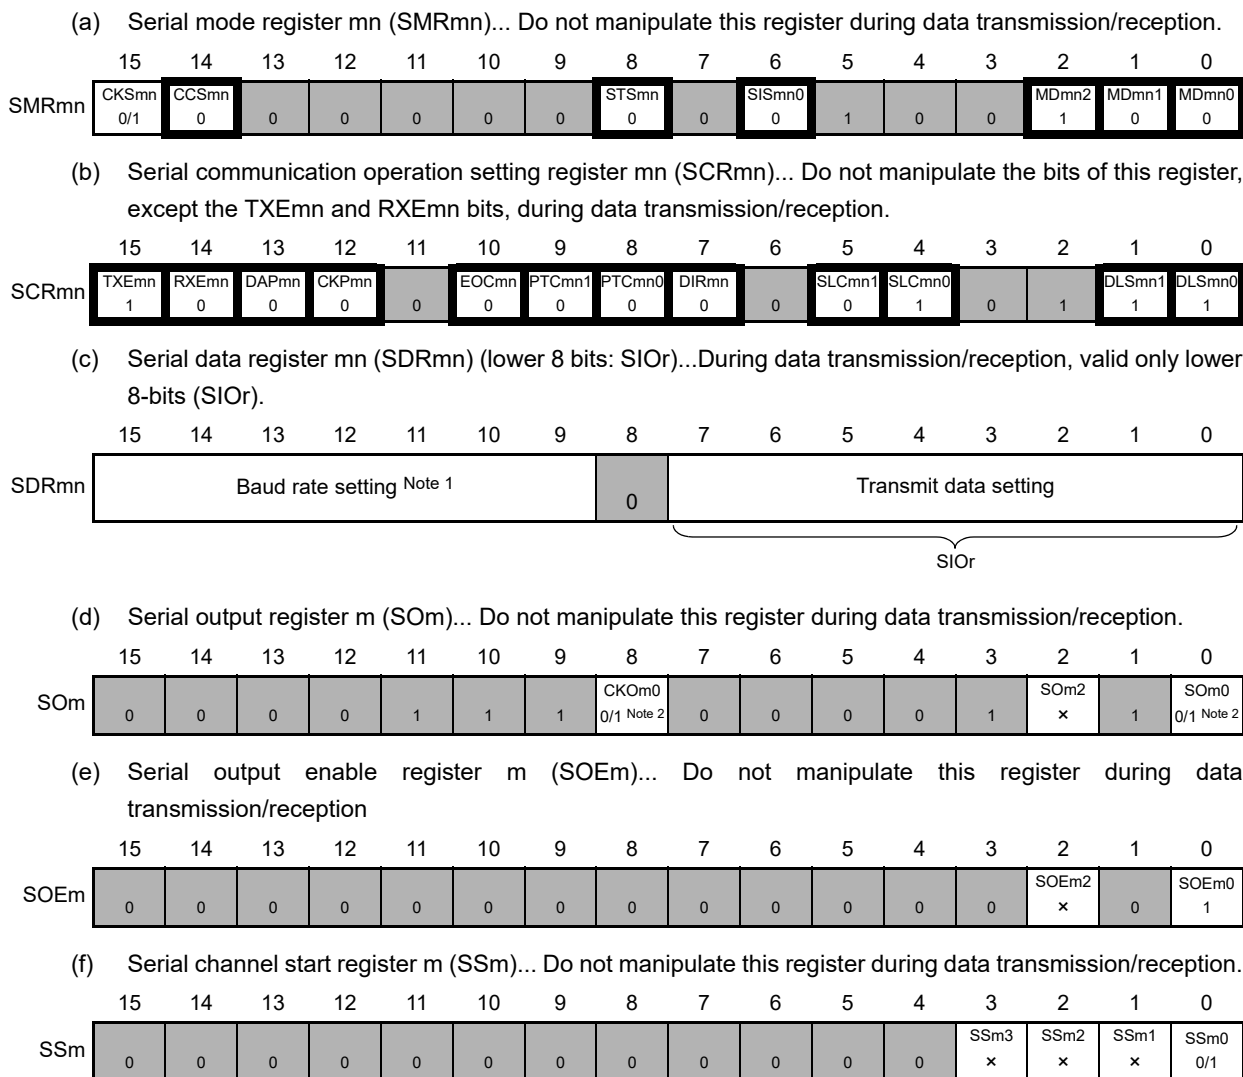 (a) Serial mode register mn (SMRmn)... Do not manipulate this register during data transmission/reception.
15 14 13 12 11 10 9 8 7 6 5 4 3 2 1 0
CKSmn CCSmn STSmn SISmn0 MDmn2 MDmn1 MDmn0
SMRmn
0/1 0 0 0 0 0 0 0 0 0 1 0 0 1 0 0
(b) Serial communication operation setting register mn (SCRmn)... Do not manipulate the bits of this register,
except the TXEmn and RXEmn bits, during data transmission/reception.
15 14 13 12 11 10 9 8 7 6 5 4 3 2 1 0
TXEmn RXEmn DAPmn CKPmn EOCmn PTCmn1 PTCmn0 DIRmn SLCmn1 SLCmn0 DLSmn1 DLSmn0
SCRmn
1 0 0 0 0 0 0 0 0 0 0 1 0 1 1 1
(c) Serial data register mn (SDRmn) (lower 8 bits: SIOr)...During data transmission/reception, valid only lower
8-bits (SIOr).
15 14 13 12 11 10 9 8 7 6 5 4 3 2 1 0
SDRmn Baud rate setting Note 1 0 Transmit data setting
SIOr
(d) Serial output register m (SOm)... Do not manipulate this register during data transmission/reception.
15 14 13 12 11 10 9 8 7 6 5 4 3 2 1 0
CKOm0 SOm2 SOm0
SOm
0 0 0 0 1 1 1 0/1 Note 2 0 0 0 0 1 × 1 0/1 Note 2
(e) Serial output enable register m (SOEm)... Do not manipulate this register during data
transmission/reception
15 14 13 12 11 10 9 8 7 6 5 4 3 2 1 0
SOEm2 SOEm0
SOEm
0 0 0 0 0 0 0 0 0 0 0 0 0 × 0 1
(f) Serial channel start register m (SSm)... Do not manipulate this register during data transmission/reception.
15 14 13 12 11 10 9 8 7 6 5 4 3 2 1 0
SSm3 SSm2 SSm1 SSm0
SSm
0 0 0 0 0 0 0 0 0 0 0 0 × × × 0/1